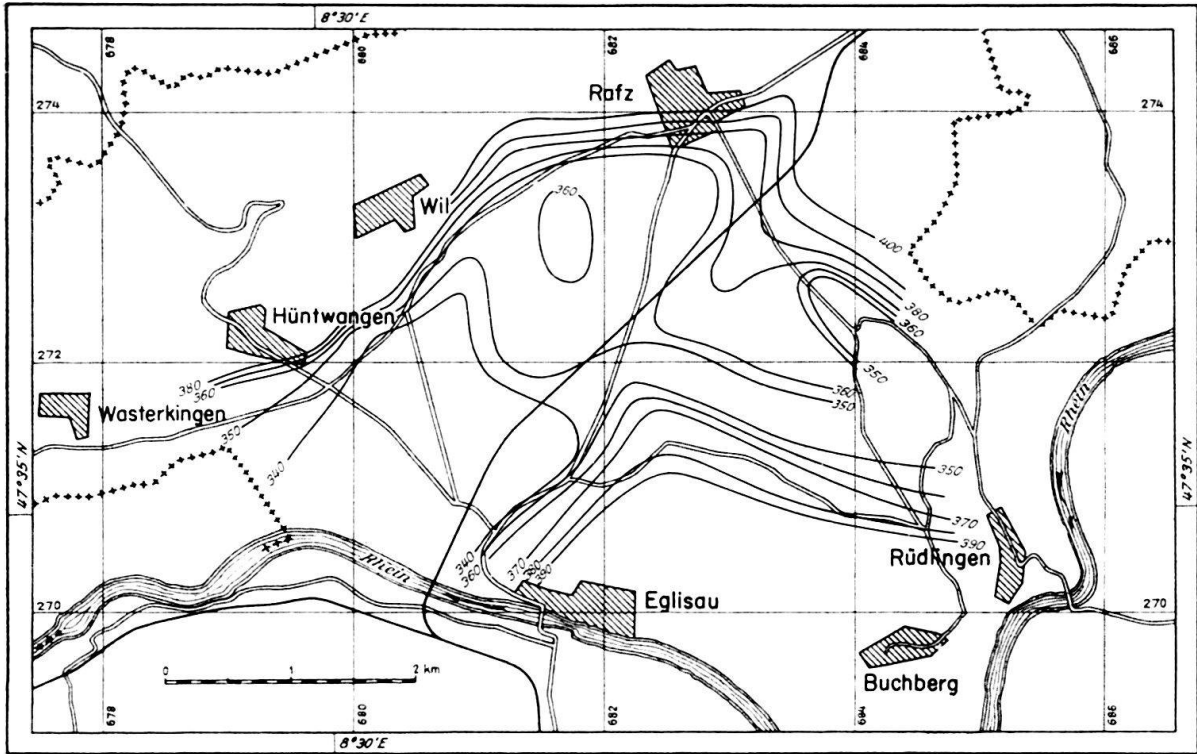 8°30'E
678
680
682
684
686
274
274
Rafz
360
Wil
400
380
360
Hüntwangen
272
272
380
360
350
360
350
350
Wasterkingen
340
Rhein
47°35'N
47°35'N
350
370
390
Rüdlingen
340
360
370
380
390
Rhein
270
270
Eglisau
0 1 2 km
Buchberg
678
680
682
684
686
8°30'E